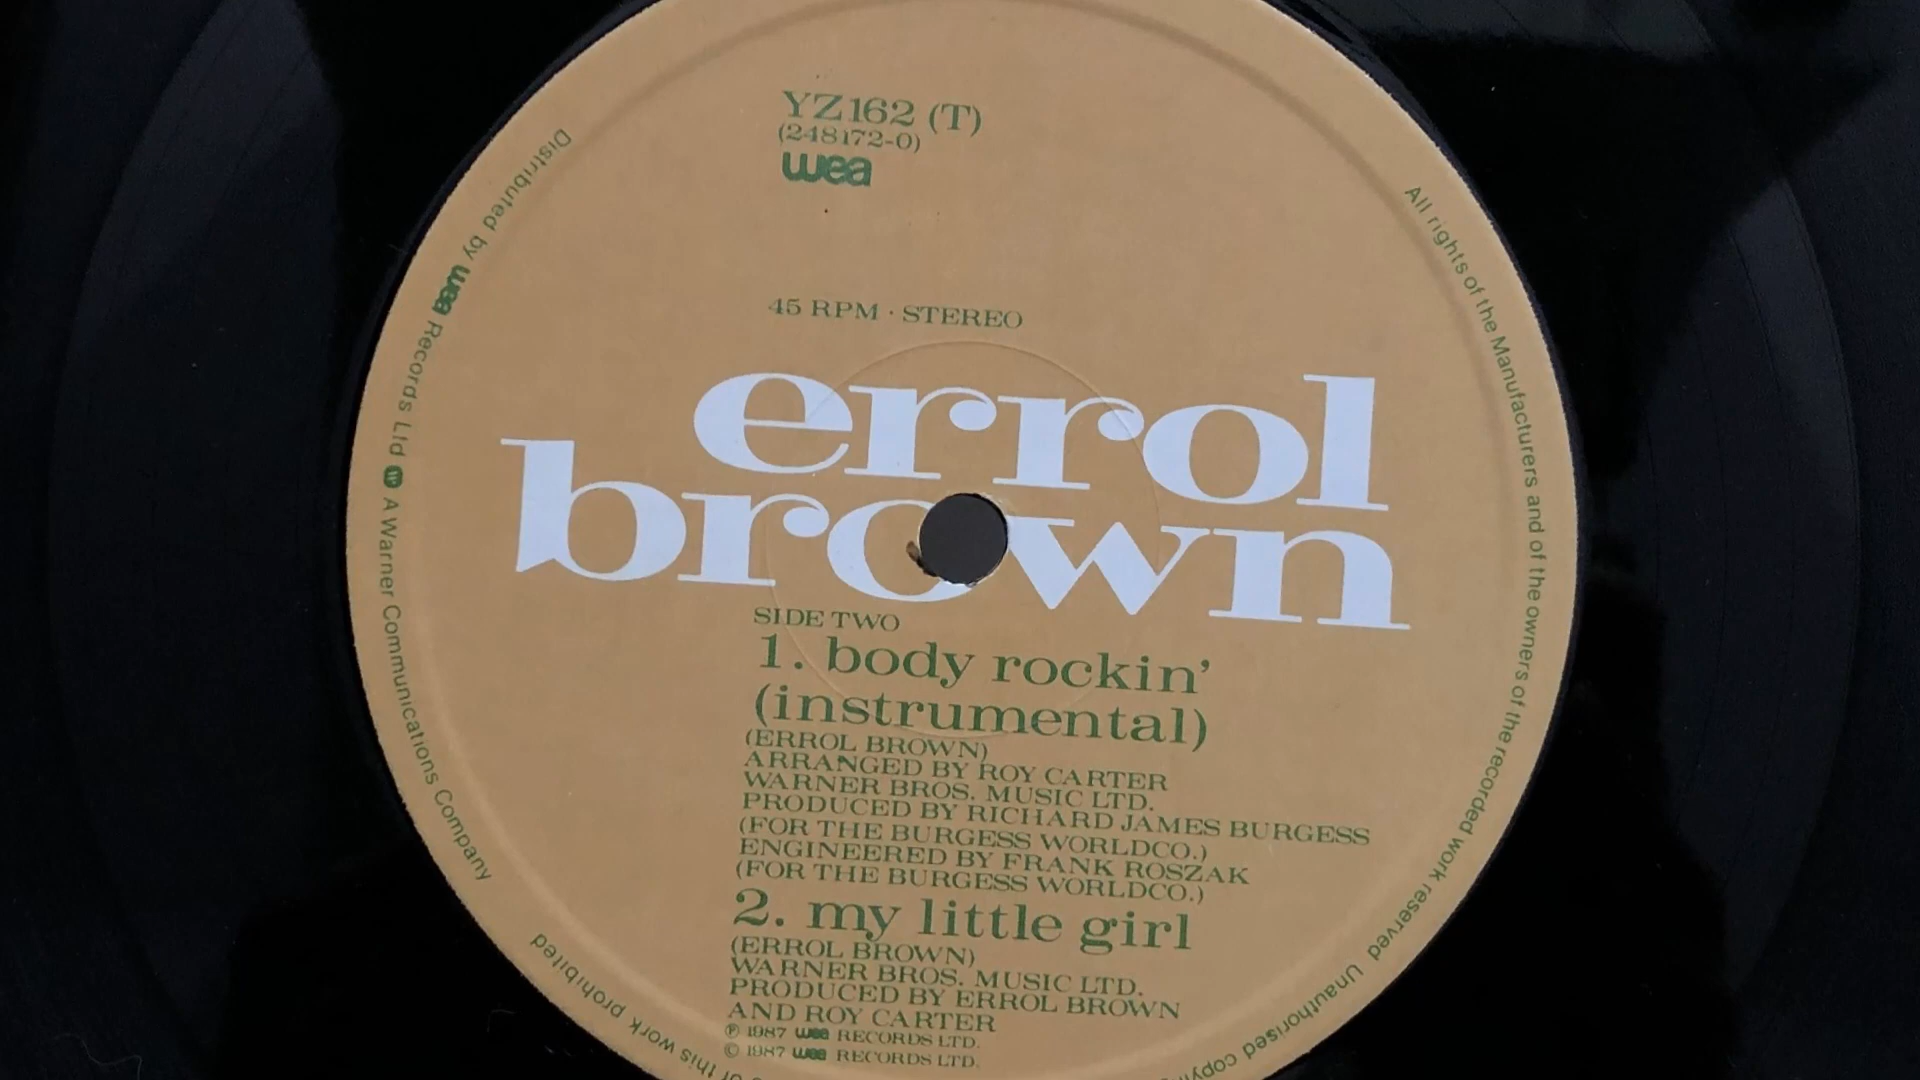 YZ162 (T)
(248172-0)
wea
45 RPM · STEREO
errol
brown
SIDE TWO
1. body rockin'
(instrumental)
(ERROL BROWN)
ARRANGED BY ROY CARTER
WARNER BROS. MUSIC LTD.
PRODUCED BY RICHARD JAMES BURGESS
(FOR THE BURGESS WORLDCO.)
ENGINEERED BY FRANK ROSZAK
(FOR THE BURGESS WORLDCO.)
2. my little girl
(ERROL BROWN)
WARNER BROS. MUSIC LTD.
PRODUCED BY ERROL BROWN
AND ROY CARTER
℗ 1987 wea RECORDS LTD.
© 1987 wea RECORDS LTD.
Distributed by wea Records Ltd A Warner Communications Company
All rights of the Manufacturers and of the owners of the recorded work reserved Unauthorised
of this work prohibited